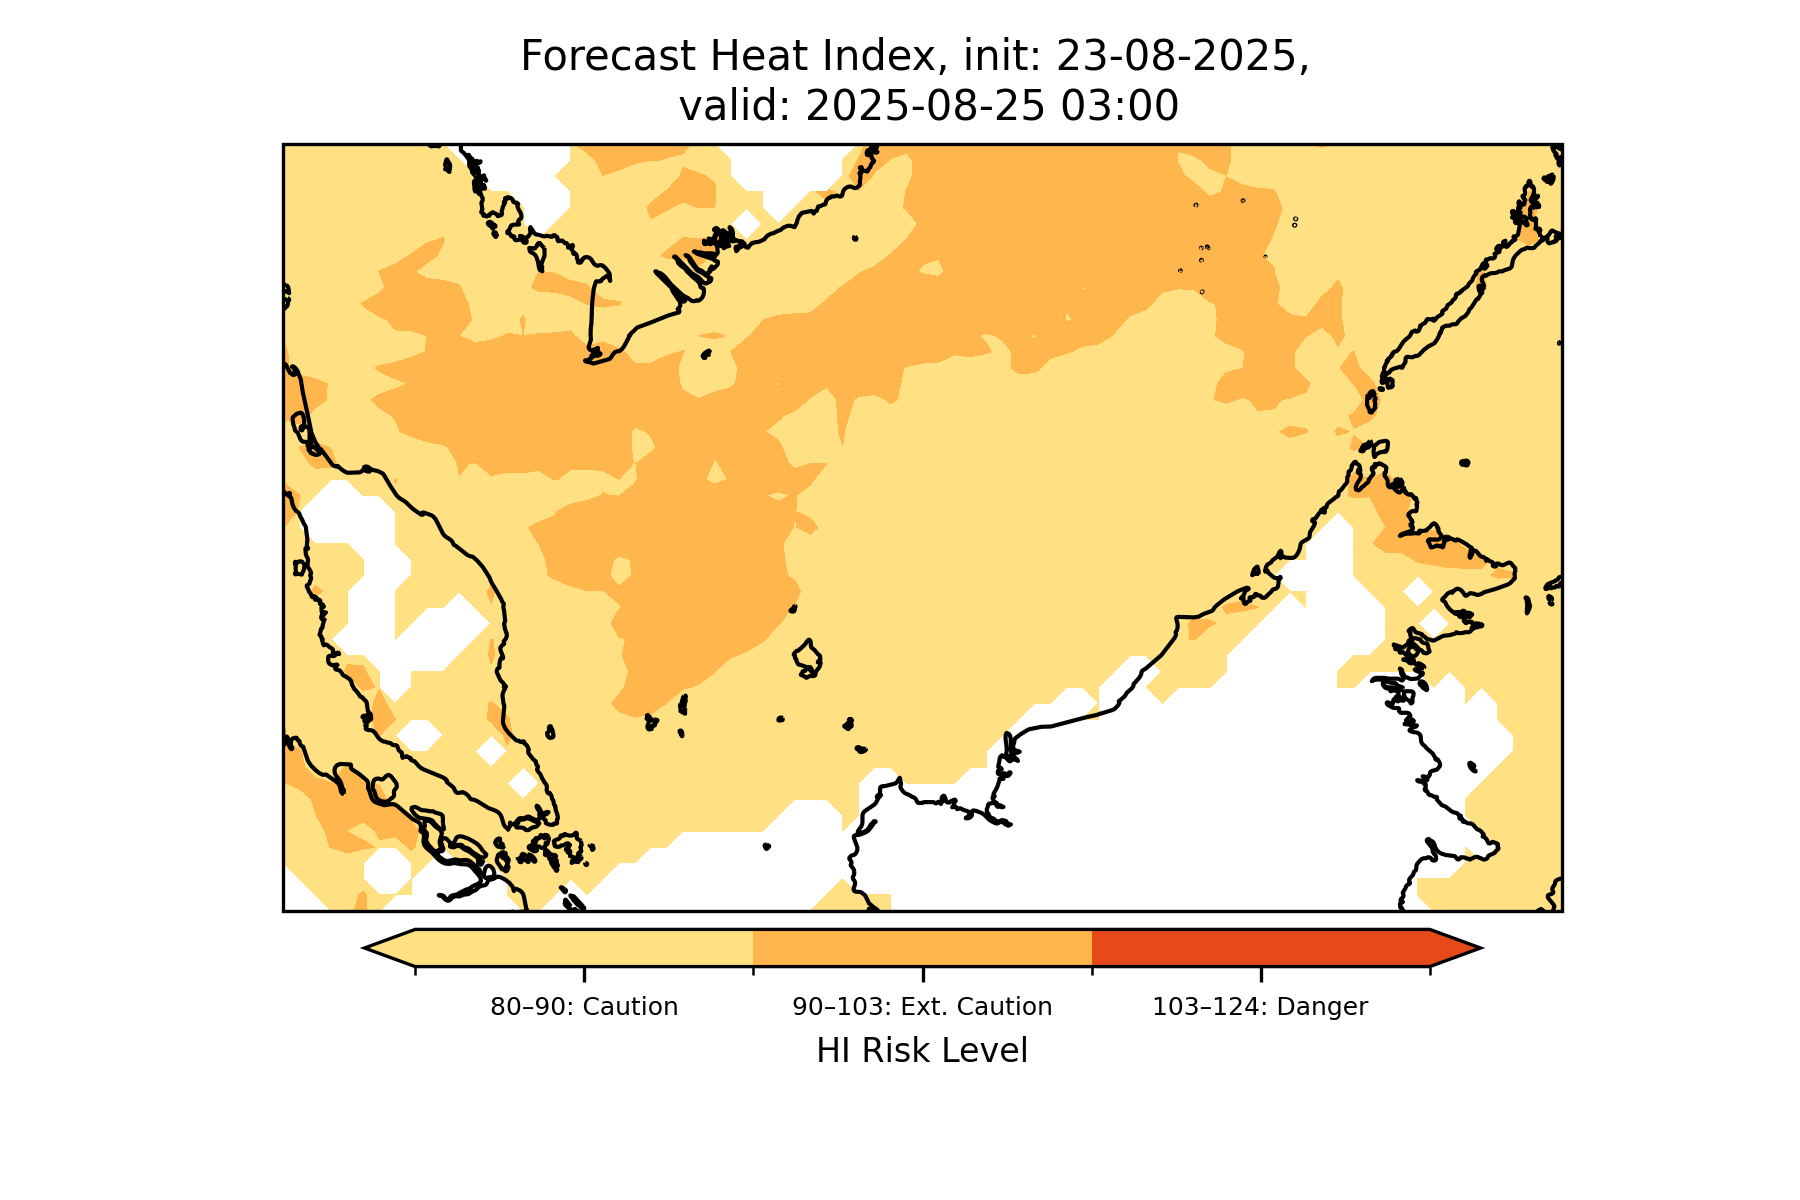 Forecast Heat Index, init: 23-08-2025,
valid: 2025-08-25 03:00
80–90: Caution
90–103: Ext. Caution
103–124: Danger
HI Risk Level